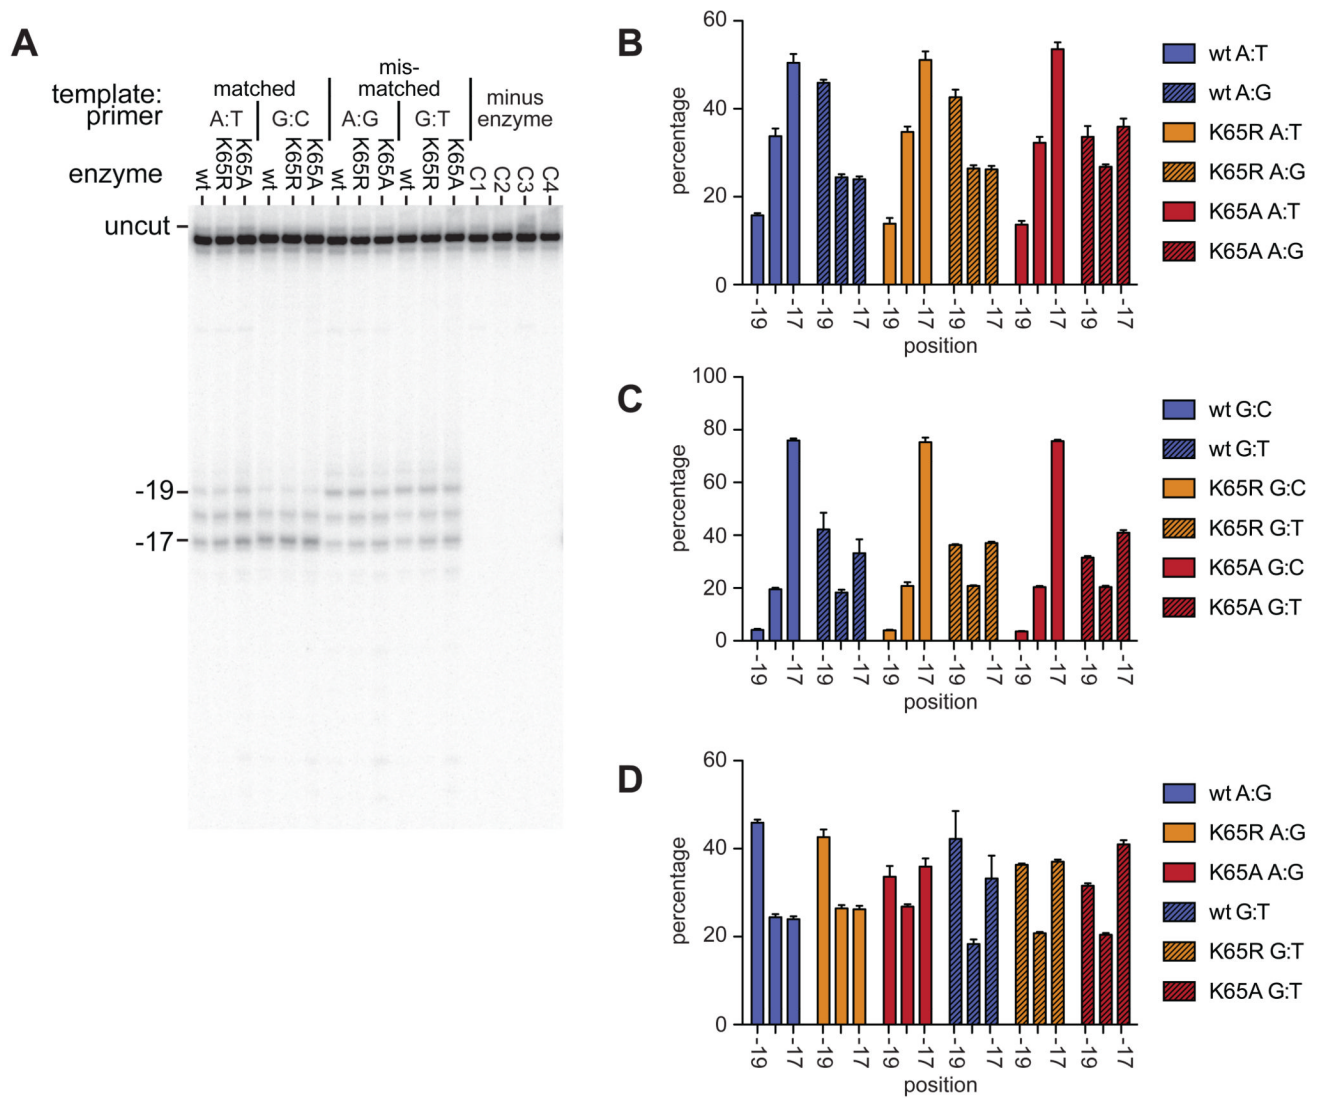 A
template:
primer
enzyme
matched
mis-
matched
minus
enzyme
A:T
G:C
A:G
G:T
wt
K65R
K65A
wt
K65R
K65A
wt
K65R
K65A
wt
K65R
K65A
C1
C2
C3
C4
uncut
-19
-17
B
percentage
60
40
20
0
-19
-17
-19
-17
-19
-17
-19
-17
-19
-17
-19
-17
position
wt A:T
wt A:G
K65R A:T
K65R A:G
K65A A:T
K65A A:G
C
percentage
100
80
60
40
20
0
-19
-17
-19
-17
-19
-17
-19
-17
-19
-17
-19
-17
position
wt G:C
wt G:T
K65R G:C
K65R G:T
K65A G:C
K65A G:T
D
percentage
60
40
20
0
-19
-17
-19
-17
-19
-17
-19
-17
-19
-17
-19
-17
position
wt A:G
K65R A:G
K65A A:G
wt G:T
K65R G:T
K65A G:T